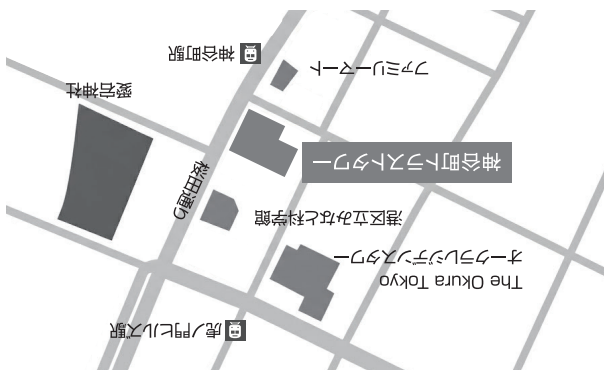 虎ノ門ヒルズ駅
The Okura Tokyo
オークラレジデンスタワー
港区立みなと科学館
桜田通り
神谷町トラストタワー
愛宕神社
ファミリーマート
神谷町駅